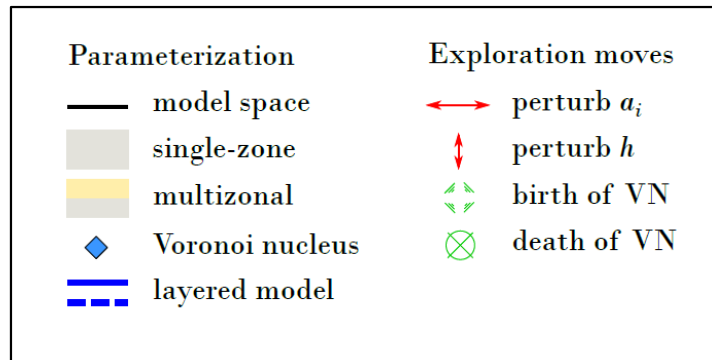 Parameterization
model space
single-zone
multizonal
Voronoi nucleus
layered model
Exploration moves
perturb aᵢ
perturb h
birth of VN
death of VN